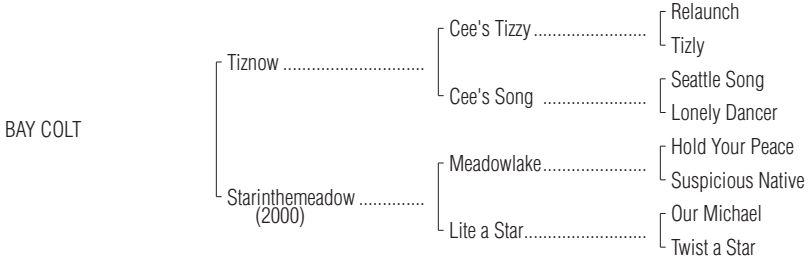 Relaunch
Cee's Tizzy........................
Tizly
Tiznow ..............................
Seattle Song
Cee's Song ......................
Lonely Dancer
BAY COLT
Hold Your Peace
Meadowlake......................
Suspicious Native
Starinthemeadow ..............
(2000)
Our Michael
Lite a Star..........................
Twist a Star